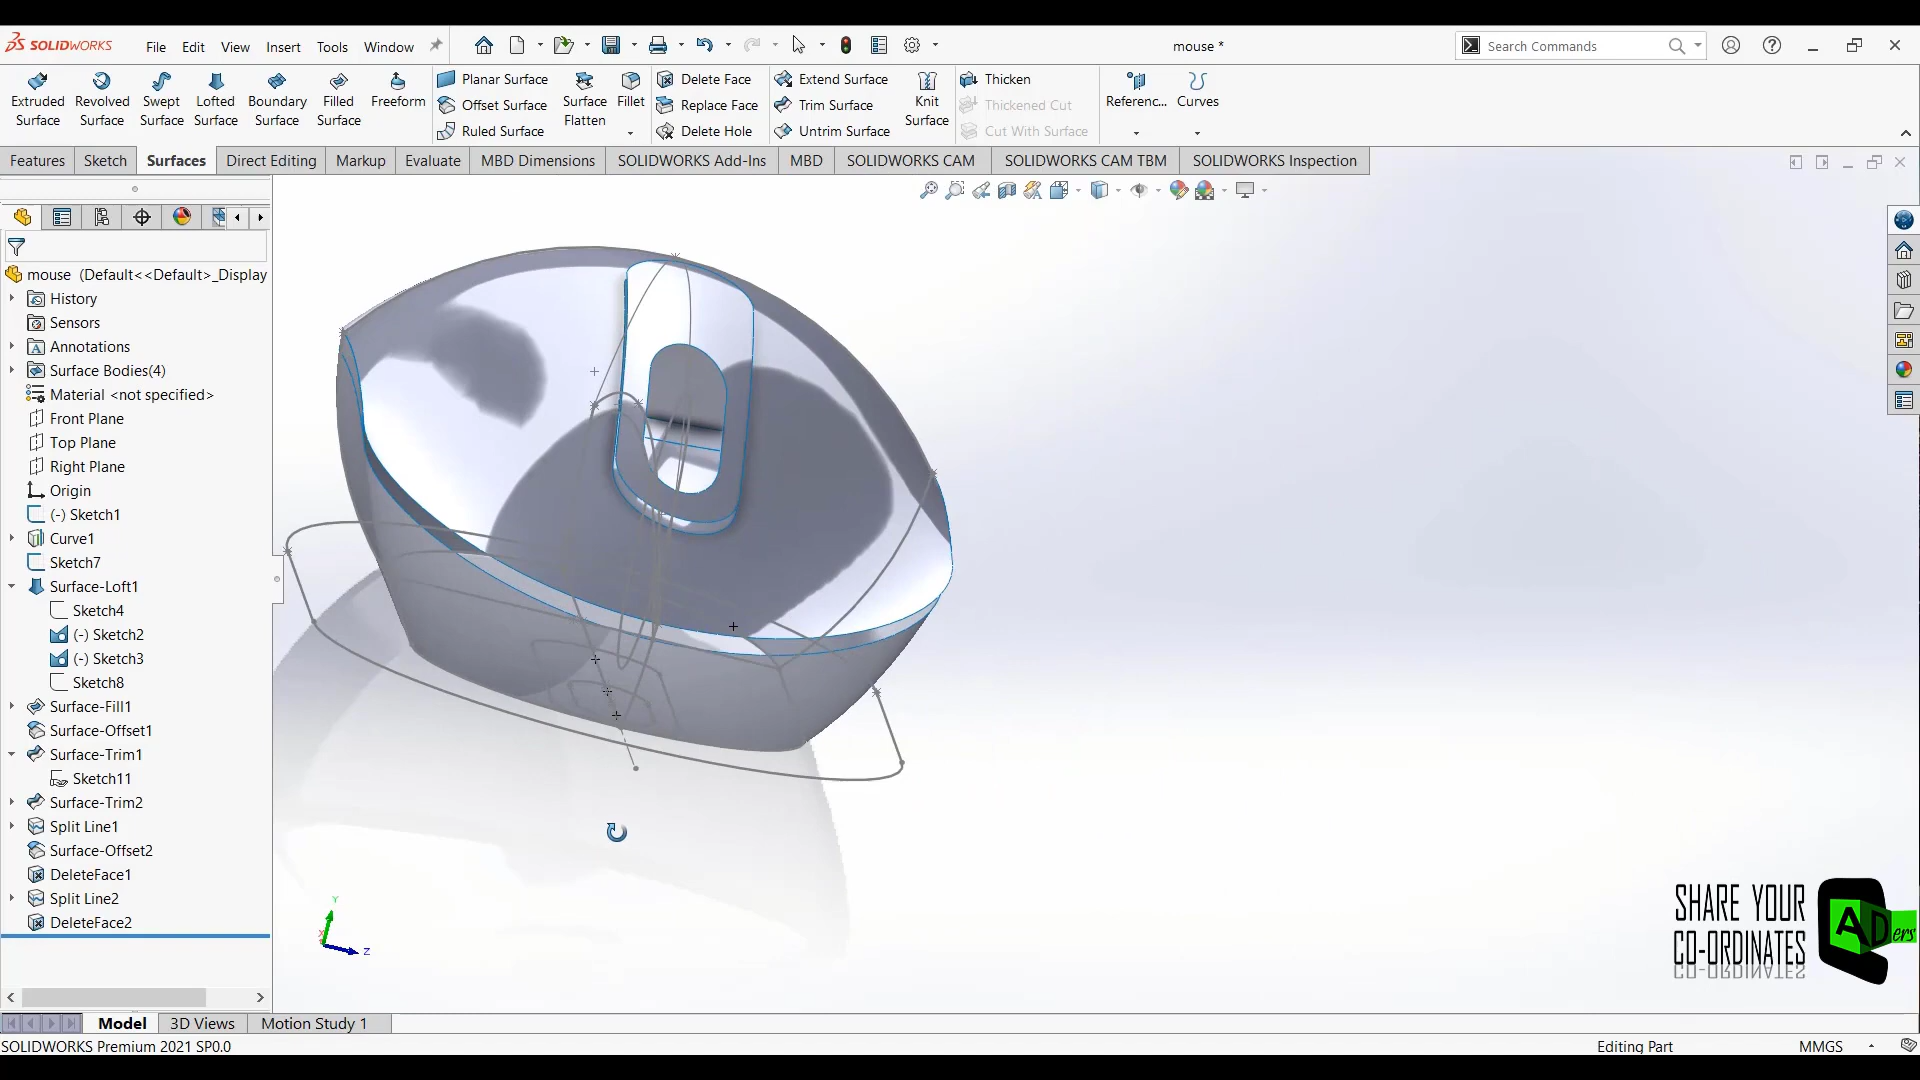 SOLIDWORKS File Edit View Insert Tools Window mouse * Search Commands
Extruded Surface
Revolved Surface
Swept Surface
Lofted Surface
Boundary Surface
Filled Surface
Freeform
Planar Surface
Offset Surface
Ruled Surface
Surface Flatten
Fillet
Delete Face
Replace Face
Delete Hole
Extend Surface
Trim Surface
Untrim Surface
Knit Surface
Thicken
Thickened Cut
Cut With Surface
Referenc...
Curves
Features Sketch Surfaces Direct Editing Markup Evaluate MBD Dimensions SOLIDWORKS Add-Ins MBD SOLIDWORKS CAM SOLIDWORKS CAM TBM SOLIDWORKS Inspection
mouse (Default<<Default>_Display
History
Sensors
Annotations
Surface Bodies(4)
Material <not specified>
Front Plane
Top Plane
Right Plane
Origin
(-) Sketch1
Curve1
Sketch7
Surface-Loft1
Sketch4
(-) Sketch2
(-) Sketch3
Sketch8
Surface-Fill1
Surface-Offset1
Surface-Trim1
Sketch11
Surface-Trim2
Split Line1
Surface-Offset2
DeleteFace1
Split Line2
DeleteFace2
Y
X
Z
SHARE YOUR
CO-ORDINATES
CADers
Model 3D Views Motion Study 1
SOLIDWORKS Premium 2021 SP0.0 Editing Part MMGS